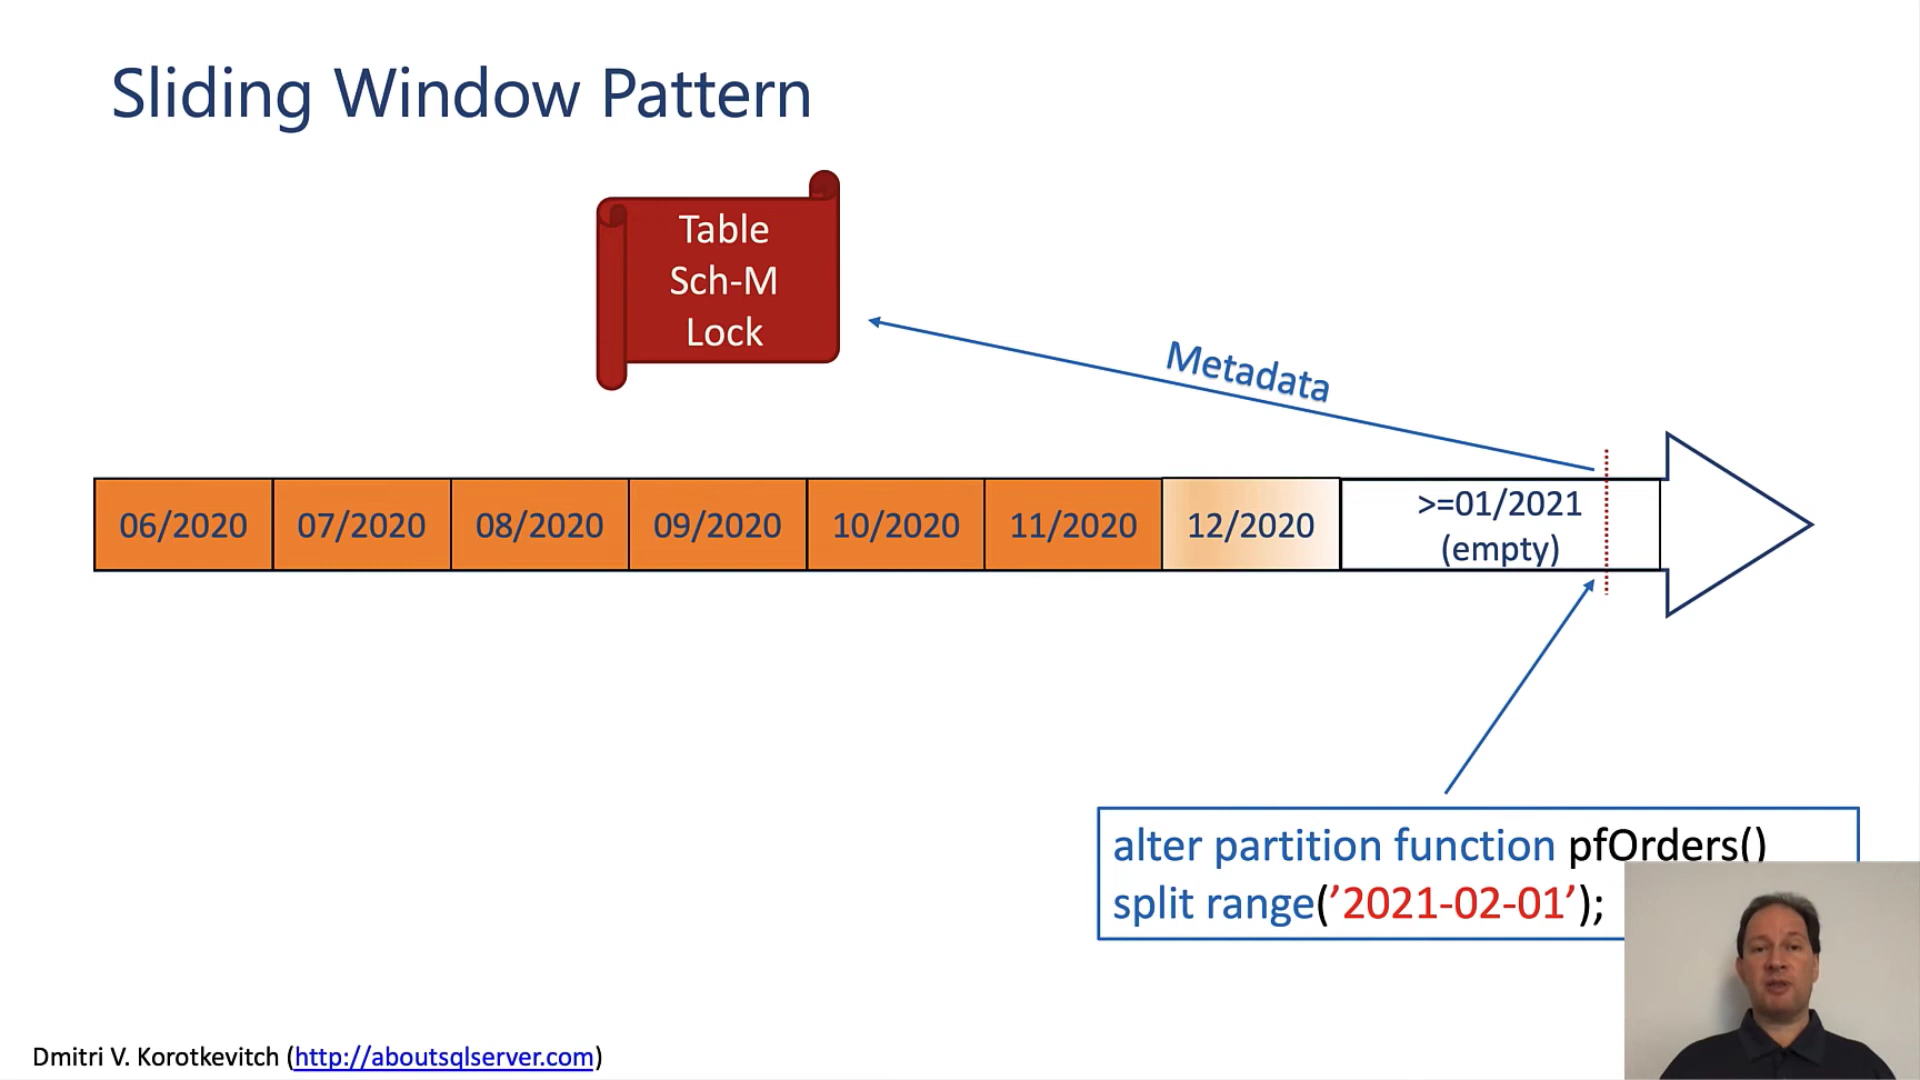 Sliding Window Pattern
Table
Sch-M
Lock
Metadata
06/2020 07/2020 08/2020 09/2020 10/2020 11/2020 12/2020
>=01/2021
(empty)
alter partition function pfOrders()
split range(’2021-02-01’);
Dmitri V. Korotkevitch (http://aboutsqlserver.com)